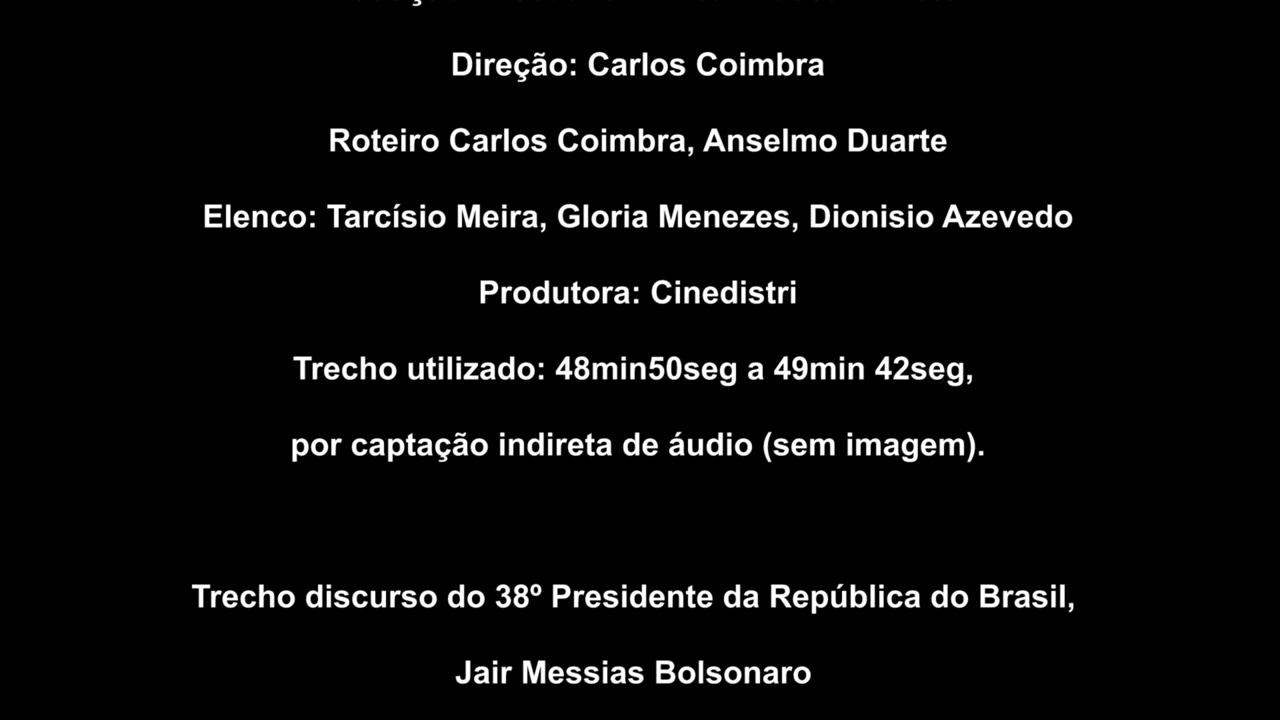 Direção: Carlos Coimbra
Roteiro Carlos Coimbra, Anselmo Duarte
Elenco: Tarcísio Meira, Gloria Menezes, Dionisio Azevedo
Produtora: Cinedistri
Trecho utilizado: 48min50seg a 49min 42seg,
por captação indireta de áudio (sem imagem).
Trecho discurso do 38º Presidente da República do Brasil,
Jair Messias Bolsonaro